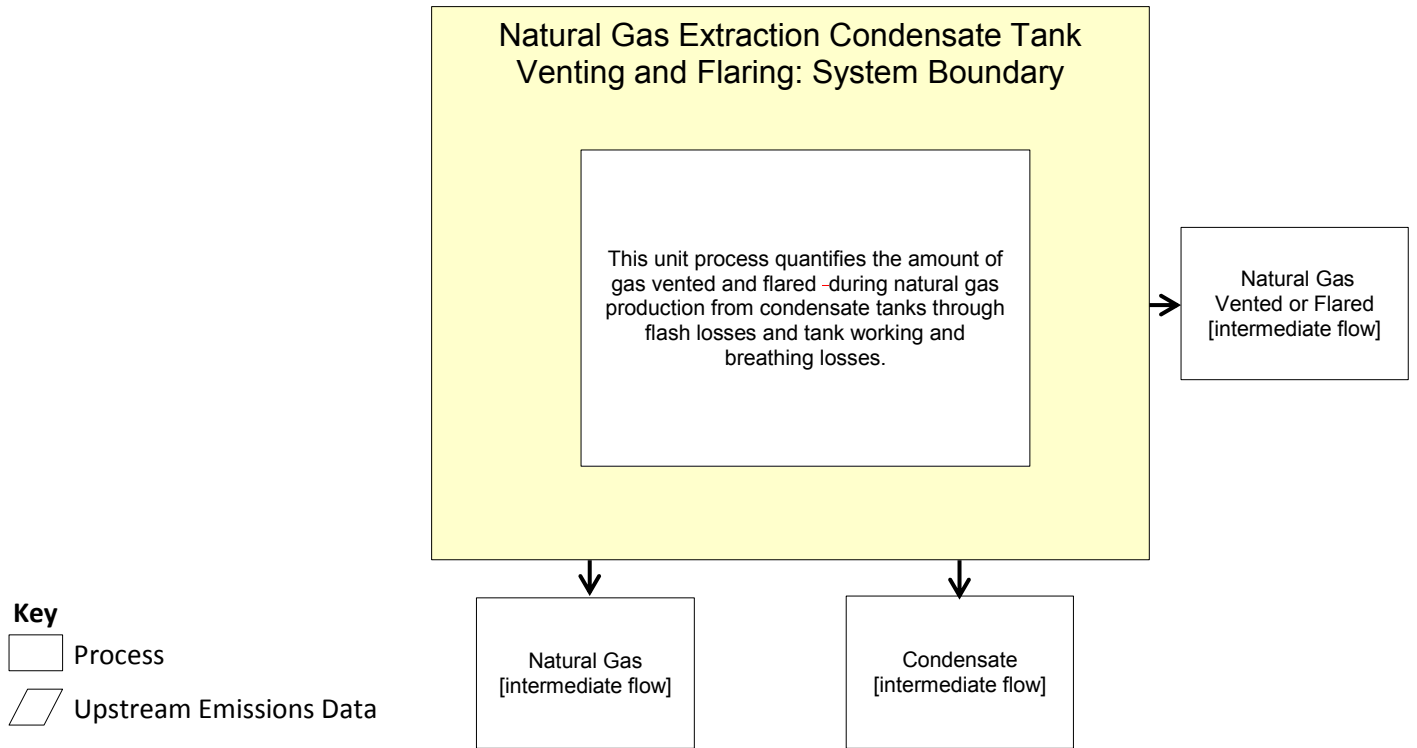 Natural Gas Extraction Condensate Tank
Venting and Flaring: System Boundary
This unit process quantifies the amount of
gas vented and flared -during natural gas
production from condensate tanks through
flash losses and tank working and
breathing losses.
Natural Gas
Vented or Flared
[intermediate flow]
Key
Process
Upstream Emissions Data
Natural Gas
[intermediate flow]
Condensate
[intermediate flow]